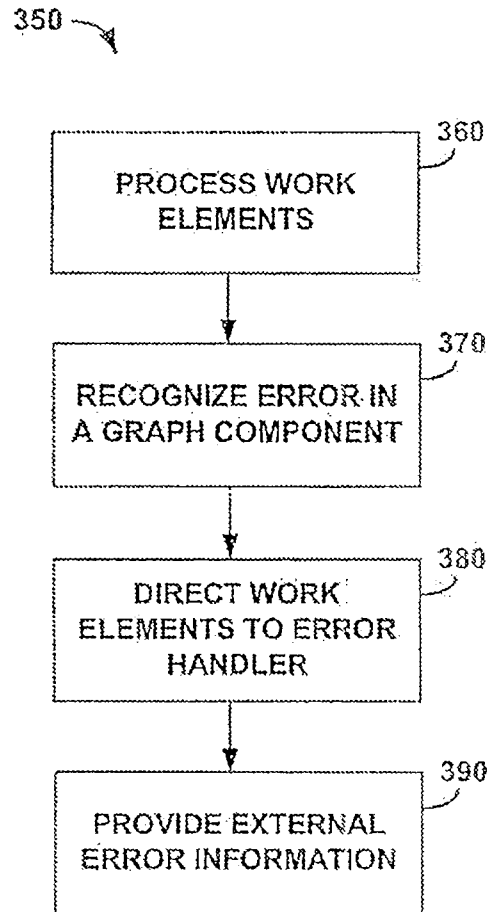 350
360
PROCESS WORK
ELEMENTS
370
RECOGNIZE ERROR IN
A GRAPH COMPONENT
380
DIRECT WORK
ELEMENTS TO ERROR
HANDLER
390
PROVIDE EXTERNAL
ERROR INFORMATION